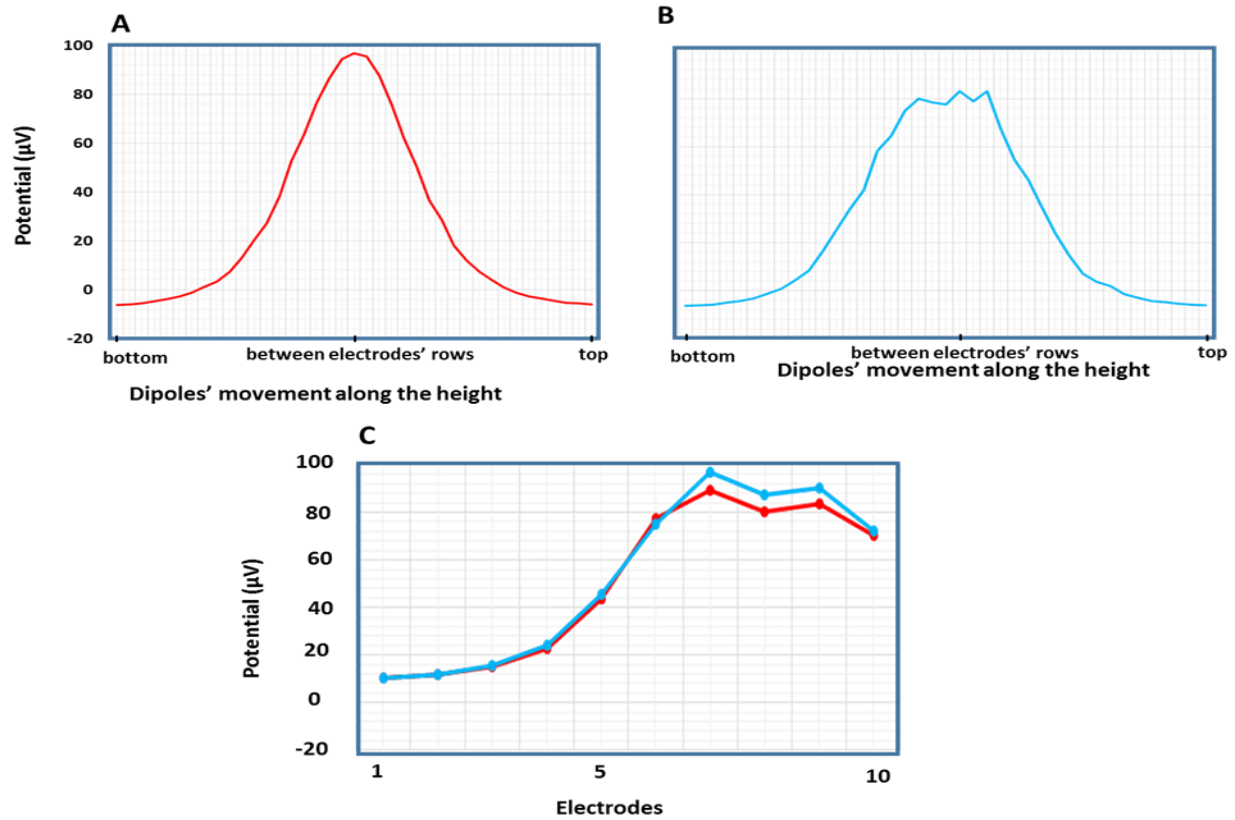 A
B
100
80
60
40
20
0
-20
Potential (µV)
bottom
between electrodes' rows
top
Dipoles' movement along the height
bottom
between electrodes' rows
top
Dipoles' movement along the height
C
100
80
60
40
20
0
-20
Potential (µV)
1
5
10
Electrodes